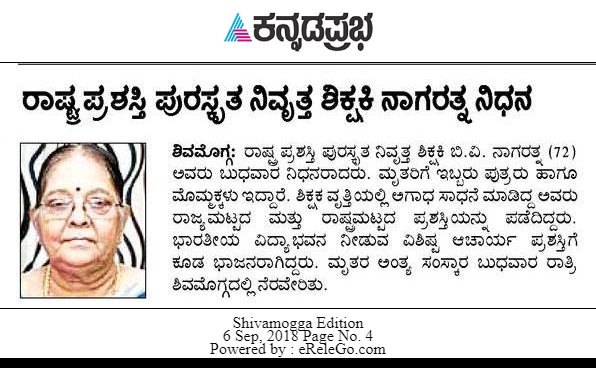 ಕನ್ನಡಪ್ರಭ
ರಾಷ್ಟ್ರಪ್ರಶಸ್ತಿ ಪುರಸ್ಕೃತ ನಿವೃತ್ತ ಶಿಕ್ಷಕಿ ನಾಗರತ್ನ ನಿಧನ
ಶಿವಮೊಗ್ಗ: ರಾಷ್ಟ್ರಪ್ರಶಸ್ತಿ ಪುರಸ್ಕೃತ ನಿವೃತ್ತ ಶಿಕ್ಷಕಿ ಬಿ.ವಿ. ನಾಗರತ್ನ (72)
ಅವರು ಬುಧವಾರ ನಿಧನರಾದರು. ಮೃತರಿಗೆ ಇಬ್ಬರು ಪುತ್ರರು ಹಾಗೂ
ಮೊಮ್ಮಕ್ಕಳು ಇದ್ದಾರೆ. ಶಿಕ್ಷಕ ವೃತ್ತಿಯಲ್ಲಿ ಅಗಾಧ ಸಾಧನೆ ಮಾಡಿದ್ದ ಅವರು
ರಾಜ್ಯಮಟ್ಟದ ಮತ್ತು ರಾಷ್ಟ್ರಮಟ್ಟದ ಪ್ರಶಸ್ತಿಯನ್ನು ಪಡೆದಿದ್ದರು.
ಭಾರತೀಯ ವಿದ್ಯಾಭವನ ನೀಡುವ ವಿಶಿಷ್ಟ ಆಚಾರ್ಯ ಪ್ರಶಸ್ತಿಗೆ
ಕೂಡ ಭಾಜನರಾಗಿದ್ದರು. ಮೃತರ ಅಂತ್ಯ ಸಂಸ್ಕಾರ ಬುಧವಾರ ರಾತ್ರಿ
ಶಿವಮೊಗ್ಗದಲ್ಲಿ ನೆರವೇರಿತು.
Shivamogga Edition
6 Sep, 2018 Page No. 4
Powered by : eReleGo.com